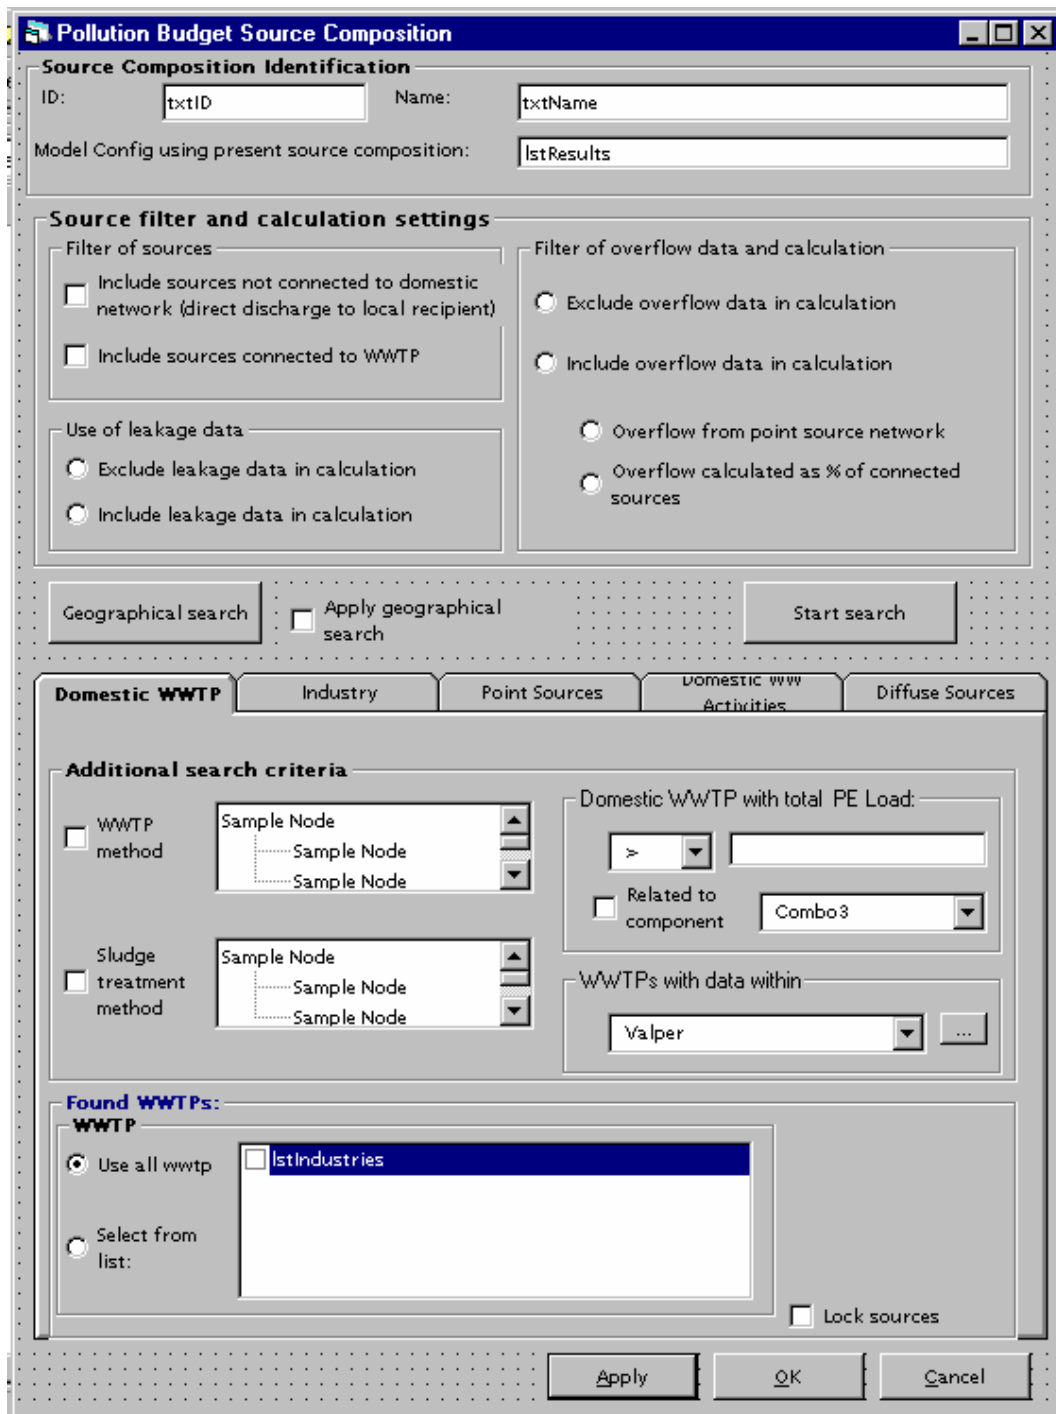 Pollution Budget Source Composition
Source Composition Identification
ID:
txtID
Name:
txtName
Model Config using present source composition:
lstResults
Source filter and calculation settings
Filter of sources
Include sources not connected to domestic
network (direct discharge to local recipient)
Include sources connected to WWTP
Use of leakage data
Exclude leakage data in calculation
Include leakage data in calculation
Filter of overflow data and calculation
Exclude overflow data in calculation
Include overflow data in calculation
Overflow from point source network
Overflow calculated as % of connected
sources
Geographical search
Apply geographical
search
Start search
Domestic WWTP
Industry
Point Sources
Domestic WW
Activities
Diffuse Sources
Additional search criteria
WWTP
method
Sample Node
Sample Node
Sample Node
Sludge
treatment
method
Sample Node
Sample Node
Sample Node
Domestic WWTP with total PE Load:
>
Related to
component
Combo3
WWTPs with data within
Valper
...
Found WWTPs:
WWTP
Use all wwtp
lstIndustries
Select from
list:
Lock sources
Apply
OK
Cancel